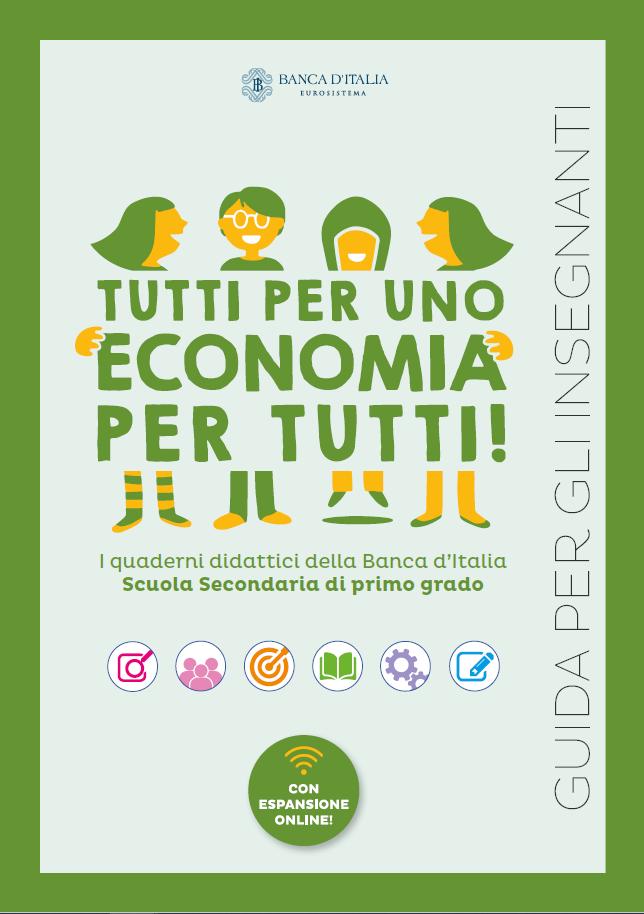 BANCA D'ITALIA
EUROSISTEMA
TUTTI PER UNO
ECONOMIA
PER TUTTI!
I quaderni didattici della Banca d'Italia
Scuola Secondaria di primo grado
CON
ESPANSIONE
ONLINE!
GUIDA PER GLI INSEGNANTI